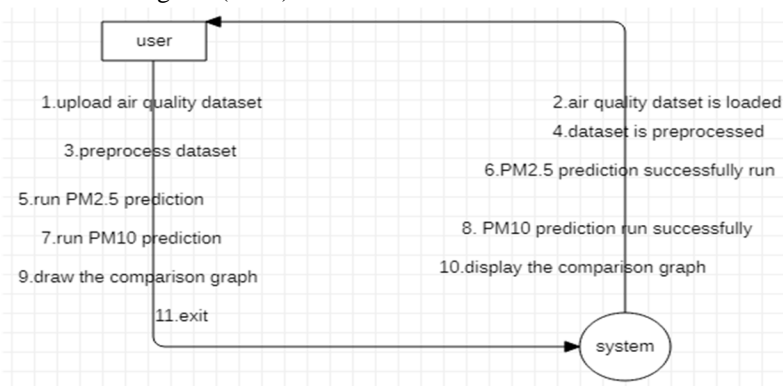 user
1.upload air quality dataset
2.air quality datset is loaded
4.dataset is preprocessed
3.preprocess dataset
6.PM2.5 prediction successfully run
5.run PM2.5 prediction
8. PM10 prediction run successfully
7.run PM10 prediction
10.display the comparison graph
9.draw the comparison graph
11.exit
system